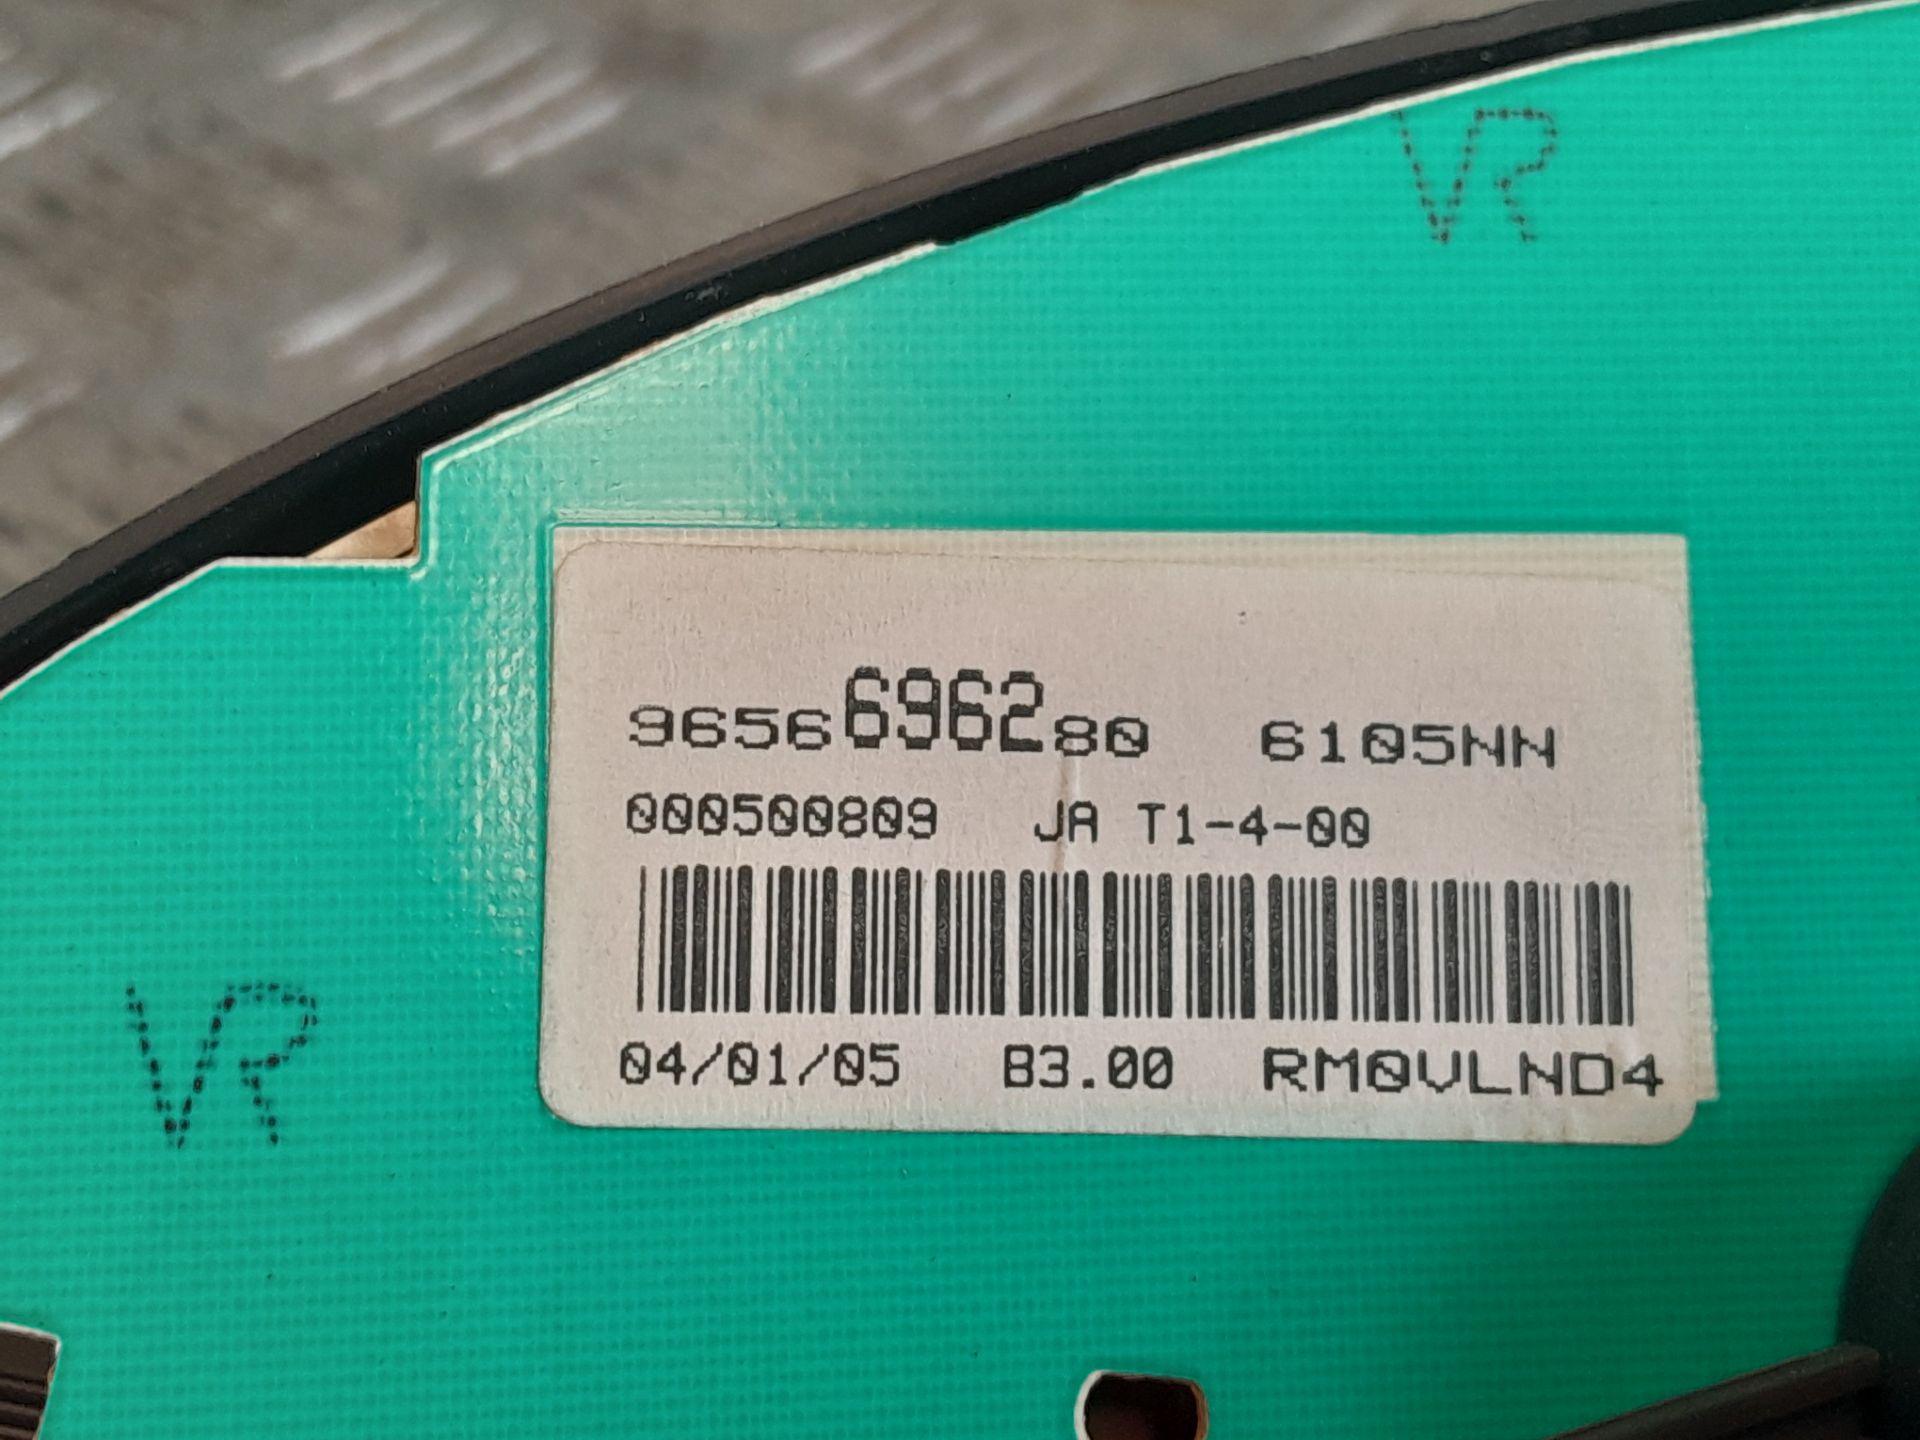 VR
9656696280 6105NN
000500809 JA T1-4-00
04/01/05 B3.00 RM0VLND4
VR